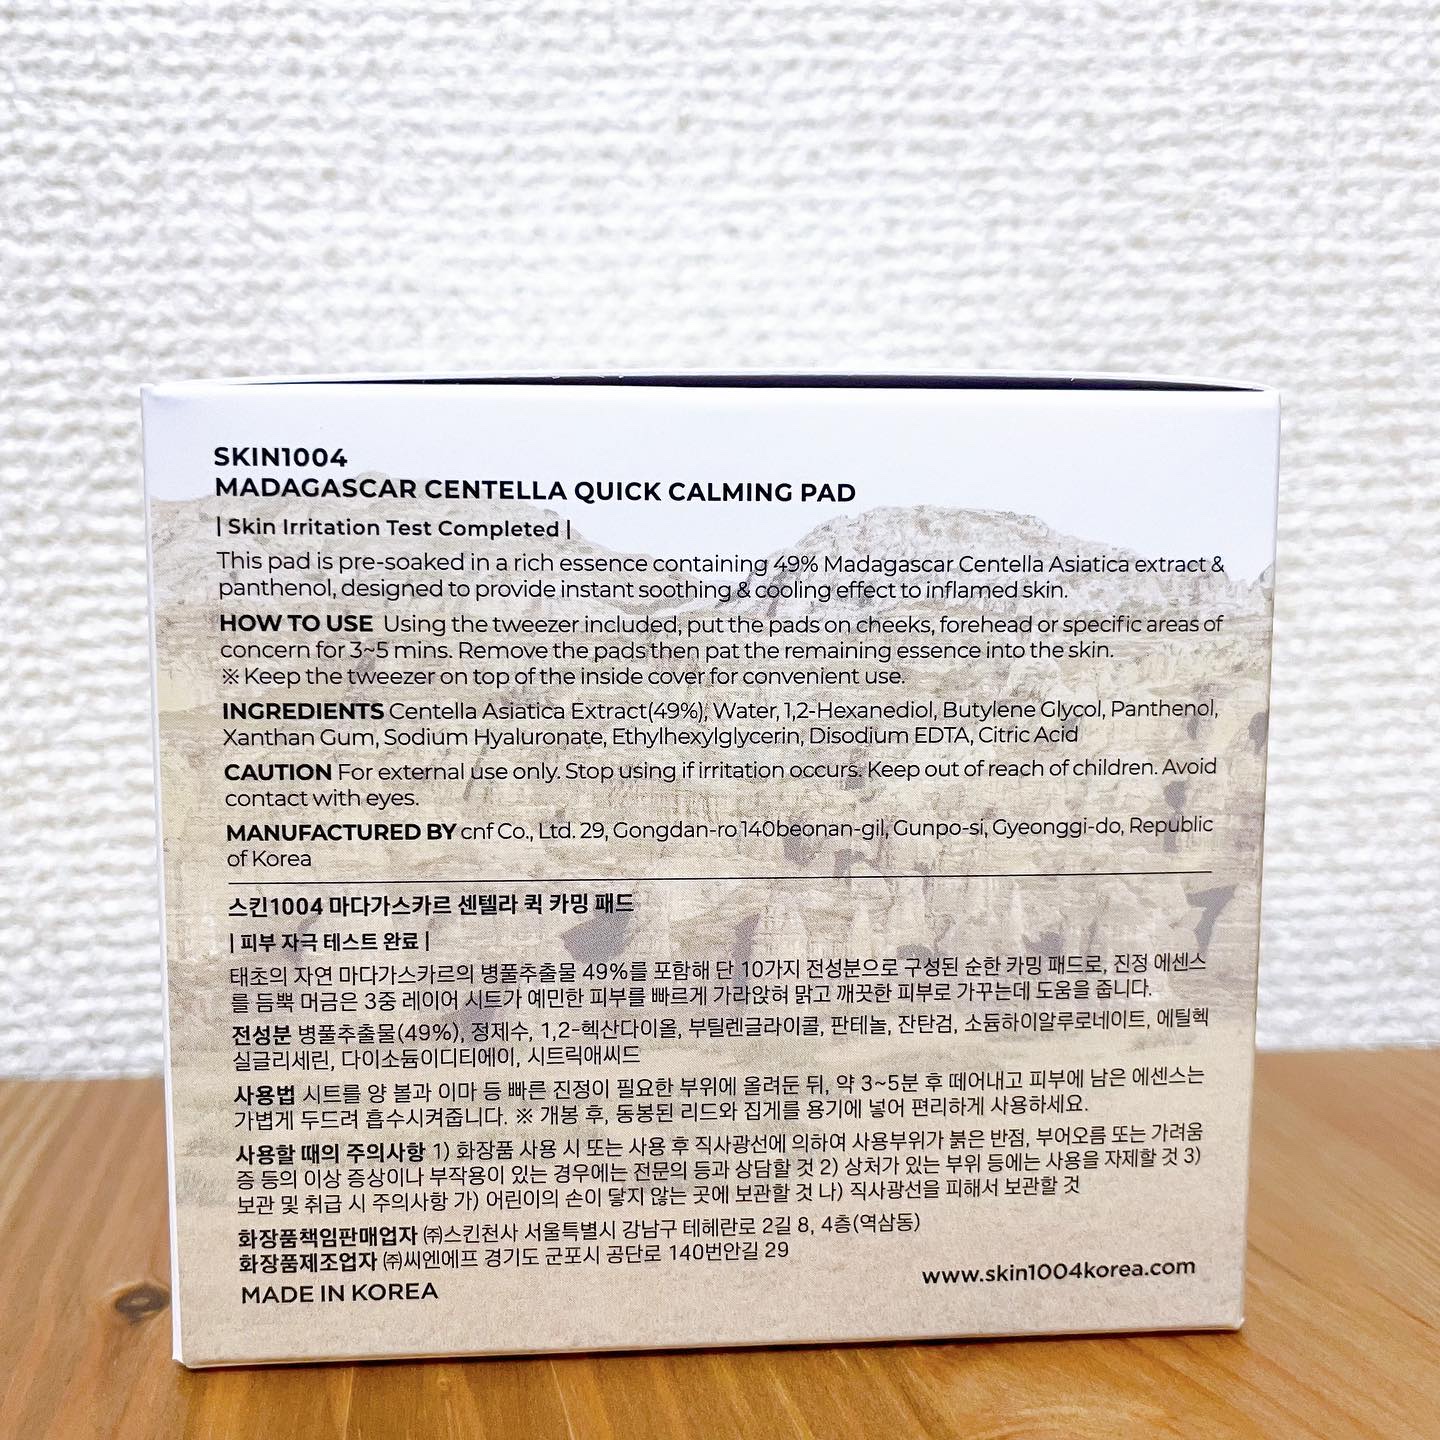 SKIN1004
MADAGASCAR CENTELLA QUICK CALMING PAD
| Skin Irritation Test Completed |
This pad is pre-soaked in a rich essence containing 49% Madagascar Centella Asiatica extract &
panthenol, designed to provide instant soothing & cooling effect to inflamed skin.
HOW TO USE Using the tweezer included, put the pads on cheeks, forehead or specific areas of
concern for 3~5 mins. Remove the pads then pat the remaining essence into the skin.
※ Keep the tweezer on top of the inside cover for convenient use.
INGREDIENTS Centella Asiatica Extract(49%), Water, 1,2-Hexanediol, Butylene Glycol, Panthenol,
Xanthan Gum, Sodium Hyaluronate, Ethylhexylglycerin, Disodium EDTA, Citric Acid
CAUTION For external use only. Stop using if irritation occurs. Keep out of reach of children. Avoid
contact with eyes.
MANUFACTURED BY cnf Co., Ltd. 29, Gongdan-ro 140beonan-gil, Gunpo-si, Gyeonggi-do, Republic
of Korea
스킨1004 마다가스카르 센텔라 퀵 카밍 패드
| 피부 자극 테스트 완료 |
태초의 자연 마다가스카르의 병풀추출물 49%를 포함해 단 10가지 전성분으로 구성된 순한 카밍 패드로, 진정 에센스
를 듬뿍 머금은 3중 레이어 시트가 예민한 피부를 빠르게 가라앉혀 맑고 깨끗한 피부로 가꾸는데 도움을 줍니다.
전성분 병풀추출물(49%), 정제수, 1,2-헥산다이올, 부틸렌글라이콜, 판테놀, 잔탄검, 소듐하이알루로네이트, 에틸헥
실글리세린, 다이소듐이디티에이, 시트릭애씨드
사용법 시트를 양 볼과 이마 등 빠른 진정이 필요한 부위에 올려둔 뒤, 약 3~5분 후 떼어내고 피부에 남은 에센스는
가볍게 두드려 흡수시켜줍니다. ※ 개봉 후, 동봉된 리드와 집게를 용기에 넣어 편리하게 사용하세요.
사용할 때의 주의사항 1) 화장품 사용 시 또는 사용 후 직사광선에 의하여 사용부위가 붉은 반점, 부어오름 또는 가려움
증 등의 이상 증상이나 부작용이 있는 경우에는 전문의 등과 상담할 것 2) 상처가 있는 부위 등에는 사용을 자제할 것 3)
보관 및 취급 시 주의사항 가) 어린이의 손이 닿지 않는 곳에 보관할 것 나) 직사광선을 피해서 보관할 것
화장품책임판매업자 ㈜스킨천사 서울특별시 강남구 테헤란로 2길 8, 4층(역삼동)
화장품제조업자 ㈜씨엔에프 경기도 군포시 공단로 140번안길 29
MADE IN KOREA
www.skin1004korea.com